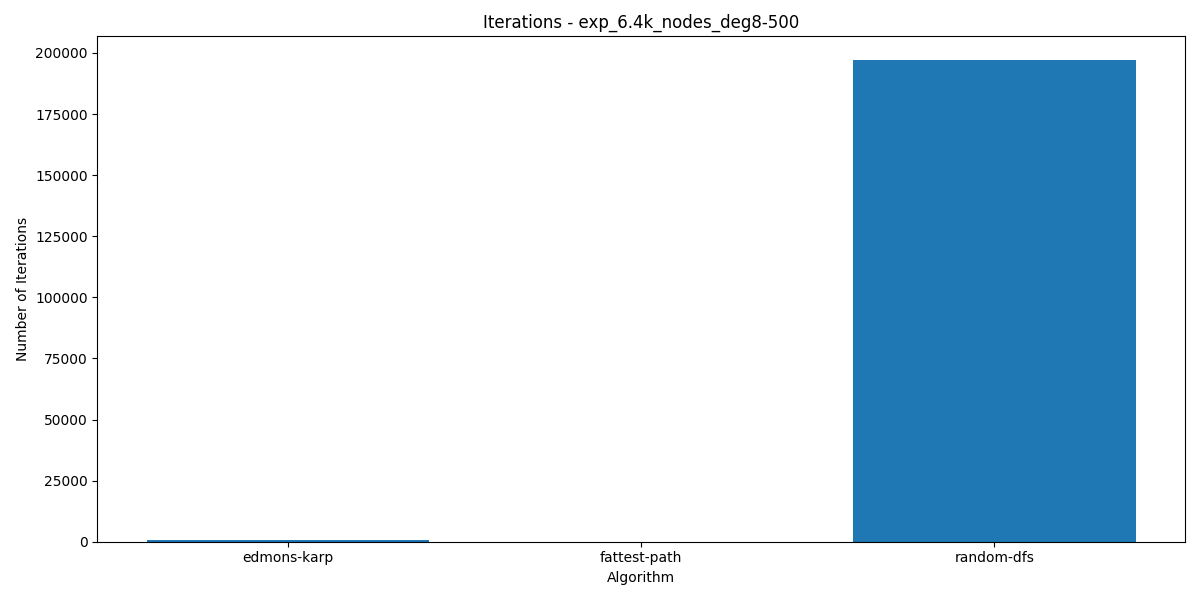 Iterations - exp_6.4k_nodes_deg8-500
200000
175000
150000
125000
100000
75000
50000
25000
0
Number of Iterations
edmons-karp
fattest-path
random-dfs
Algorithm